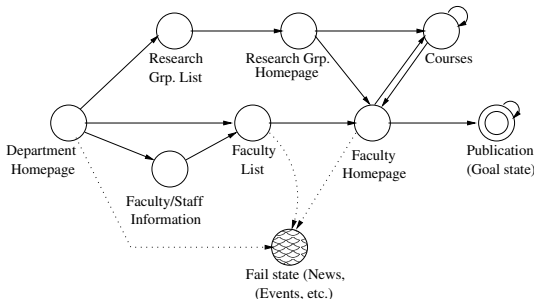 Research
Grp. List
Research Grp.
Homepage
Courses
Department
Homepage
Faculty
List
Faculty
Homepage
Publication
(Goal state)
Faculty/Staff
Information
Fail state (News,
(Events, etc.)